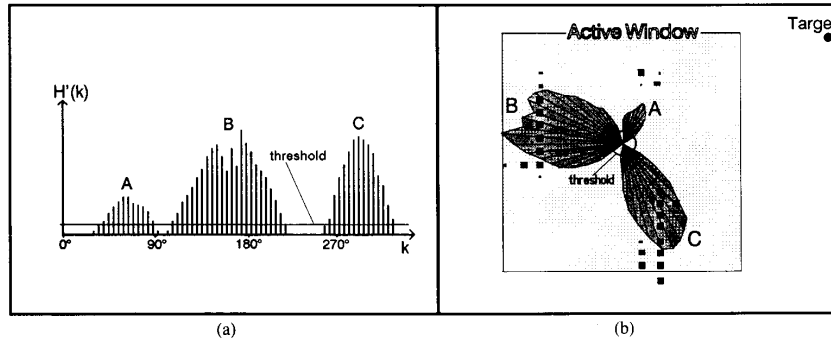 H'(k)
A
B
C
threshold
0°
90°
180°
270°
k
(a)
Active Window
Targe
B
A
threshold
C
(b)